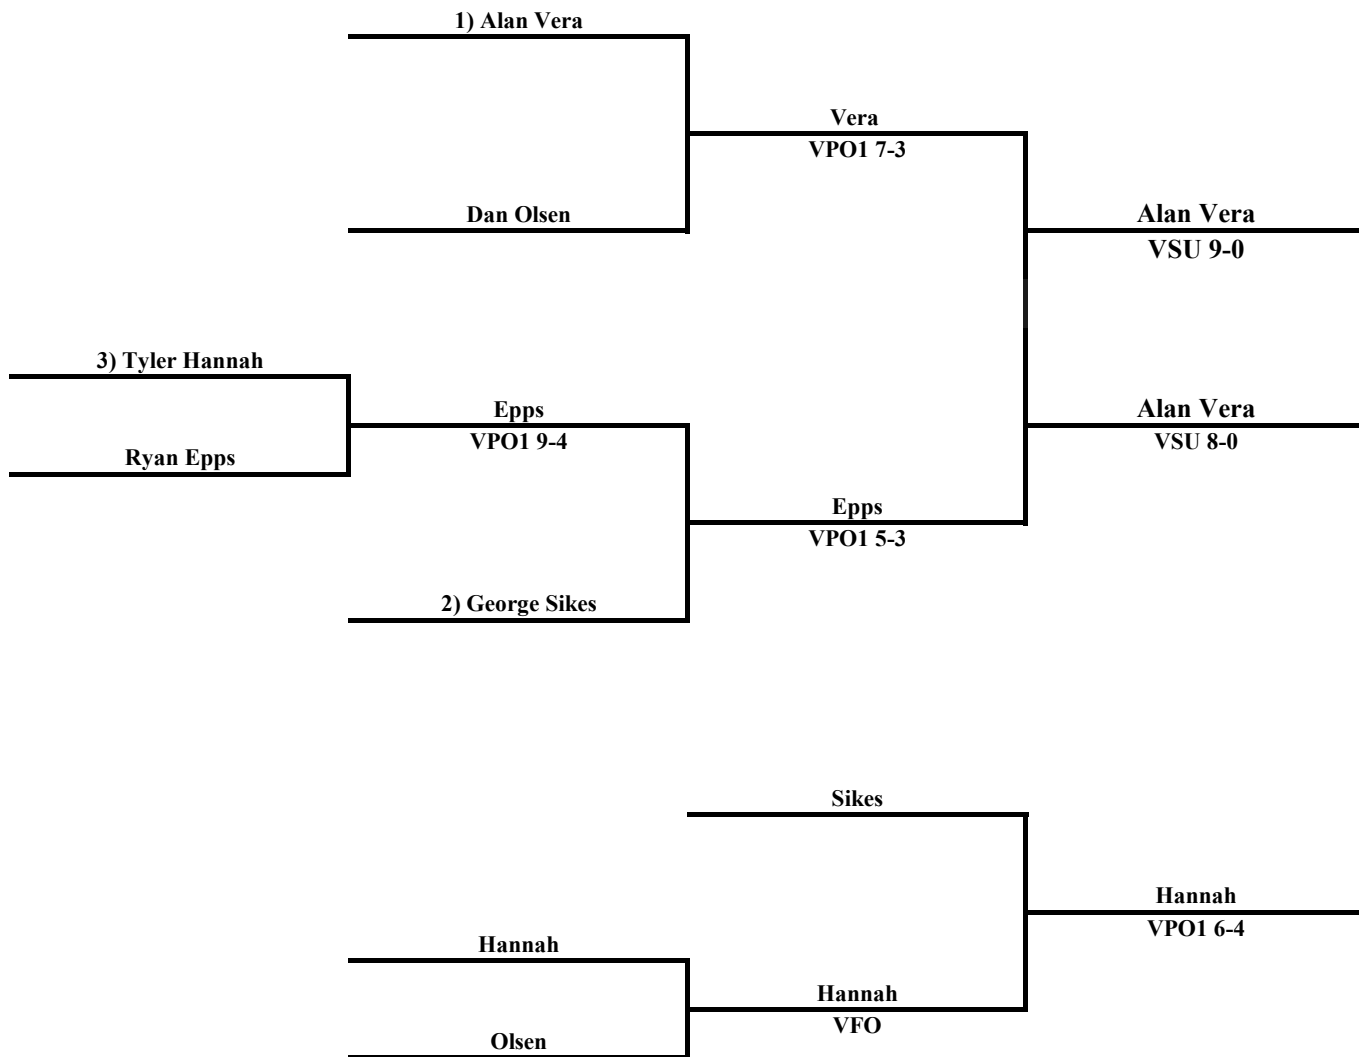 1) Alan Vera
Vera
VPO1 7-3
Dan Olsen
Alan Vera
VSU 9-0
3) Tyler Hannah
Epps
VPO1 9-4
Alan Vera
VSU 8-0
Ryan Epps
Epps
VPO1 5-3
2) George Sikes
Sikes
Hannah
VPO1 6-4
Hannah
Hannah
VFO
Olsen